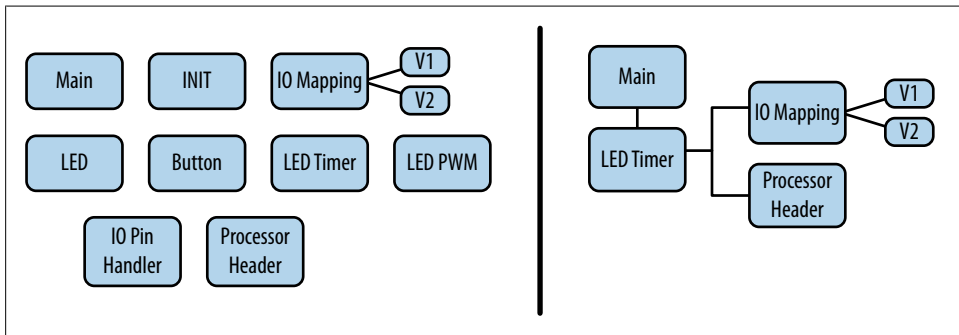 Main
INIT
IO Mapping
V1
V2
LED
Button
LED Timer
LED PWM
IO Pin
Handler
Processor
Header
Main
LED Timer
IO Mapping
V1
V2
Processor
Header